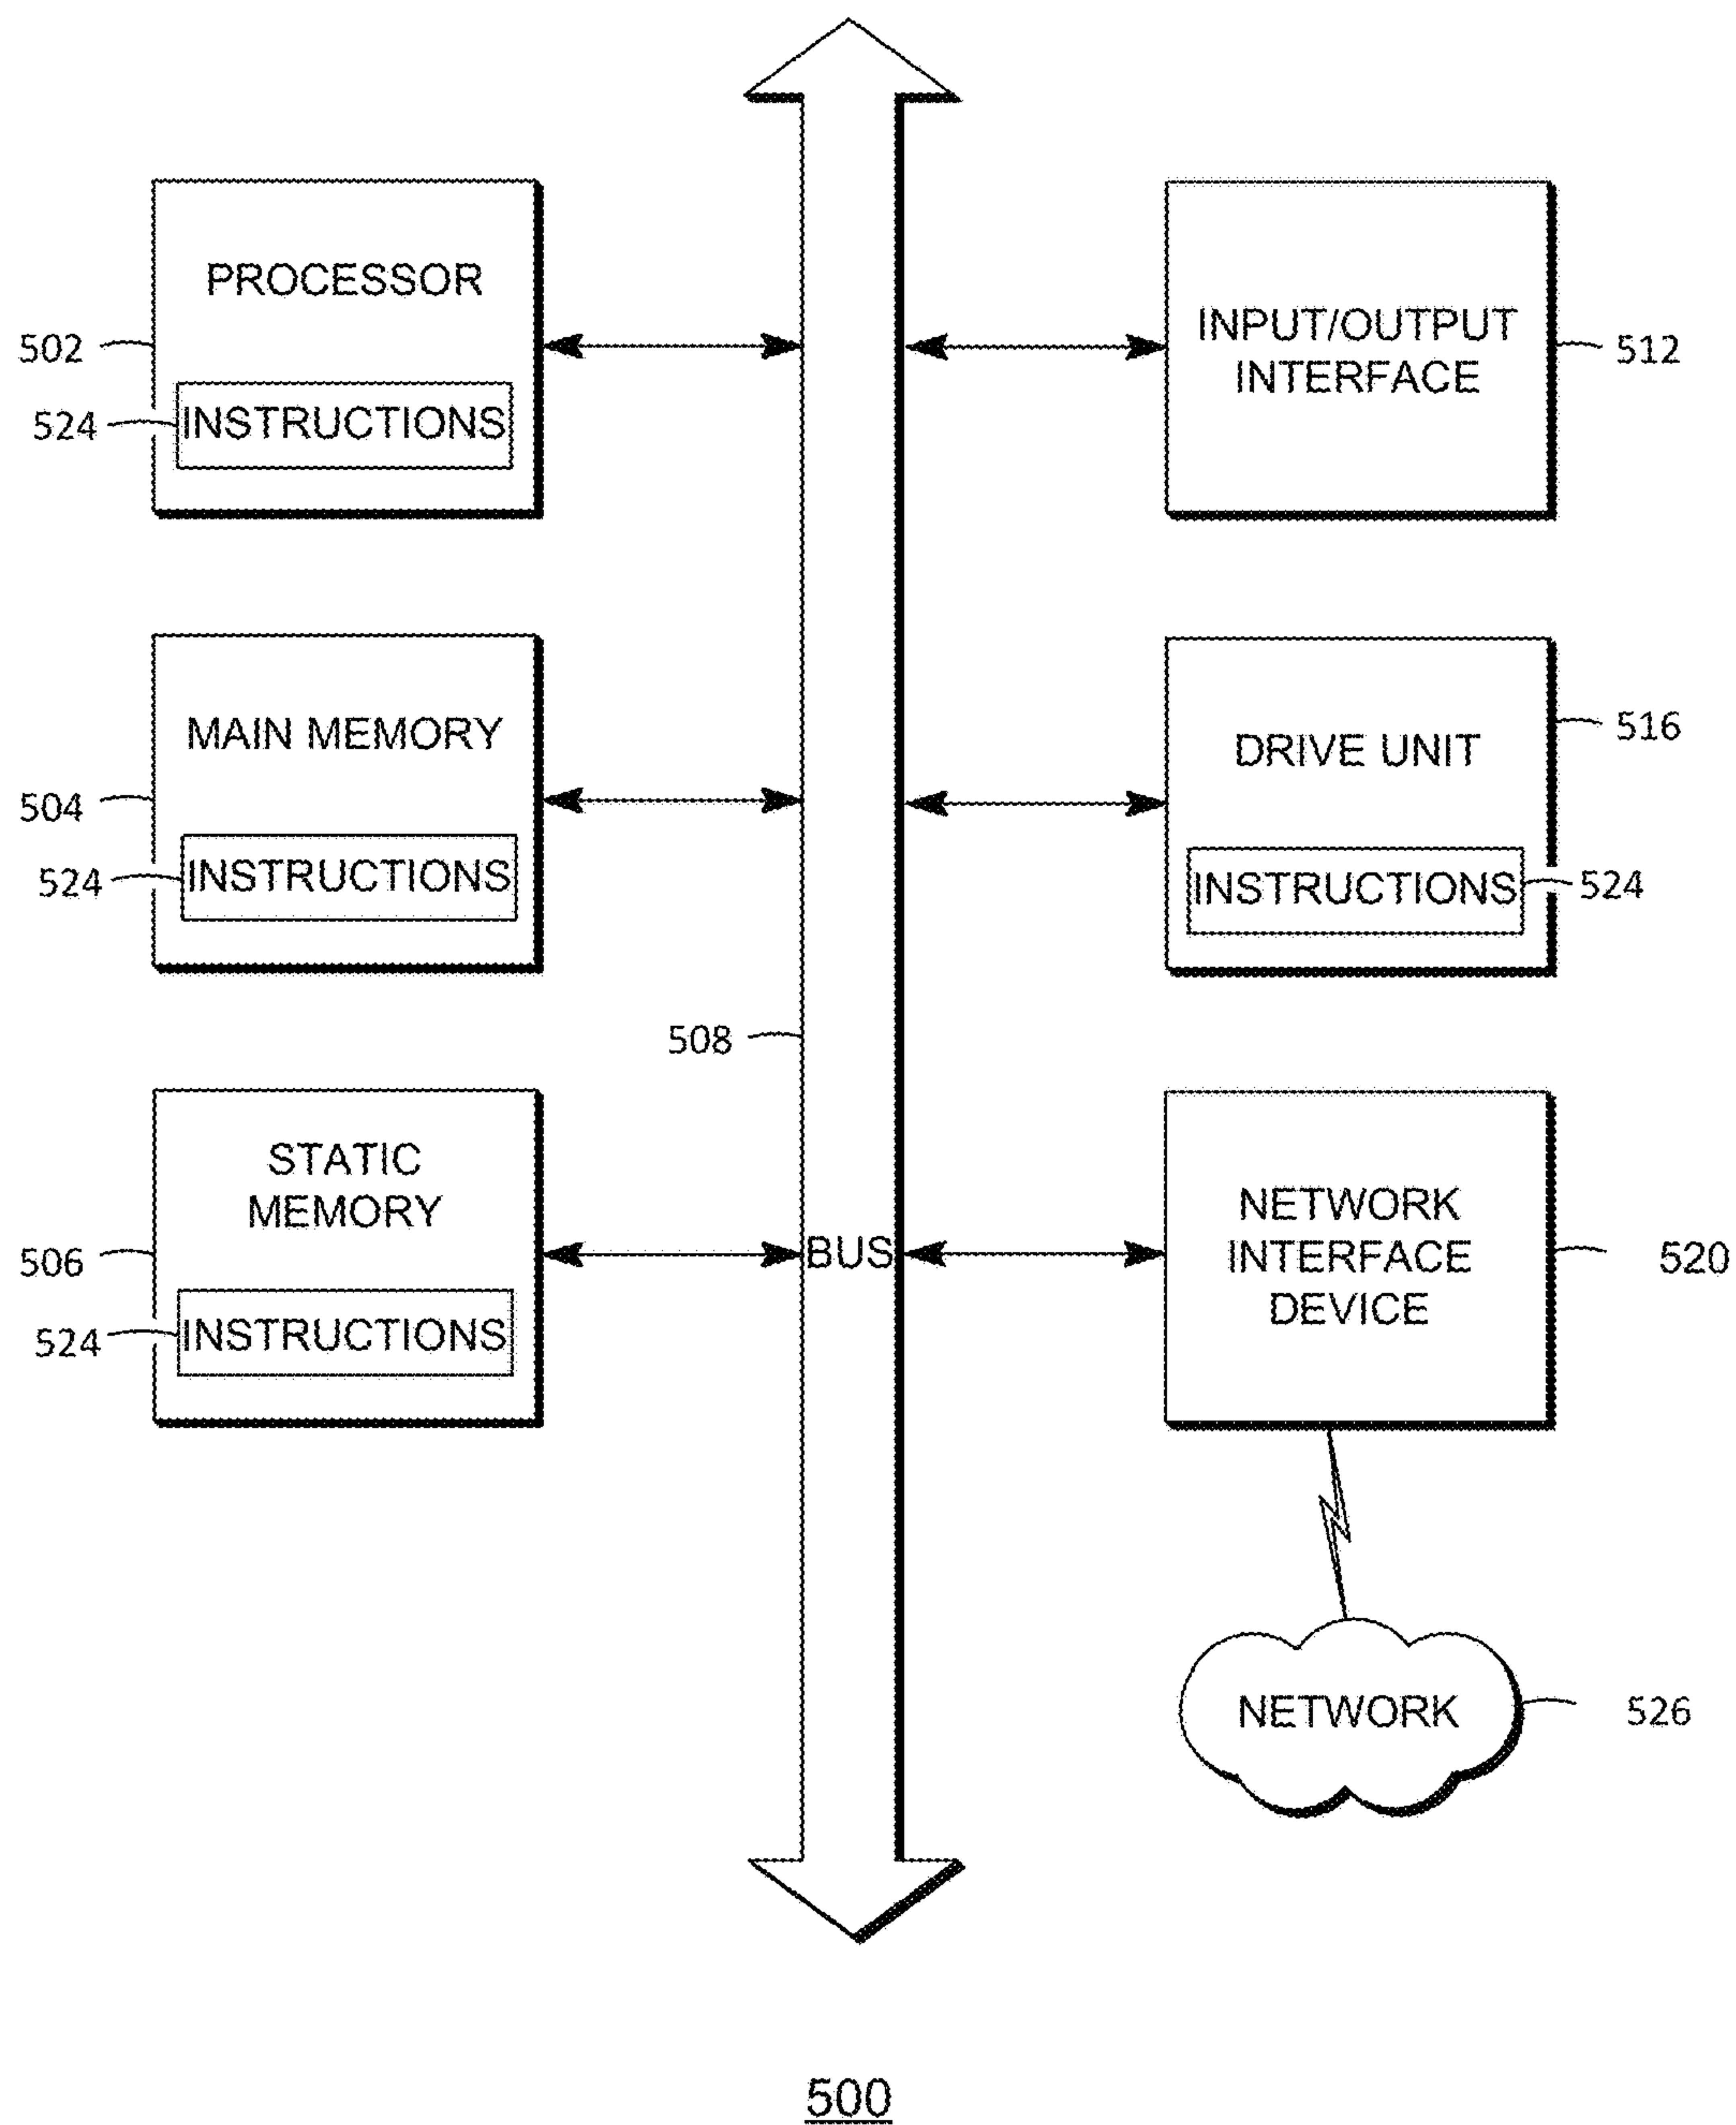 PROCESSOR
502
524
INSTRUCTIONS
INPUT/OUTPUT
INTERFACE
512
MAIN MEMORY
504
524
INSTRUCTIONS
DRIVE UNIT
516
INSTRUCTIONS
524
508
STATIC
MEMORY
506
524
INSTRUCTIONS
BUS
NETWORK
INTERFACE
DEVICE
520
NETWORK
526
500